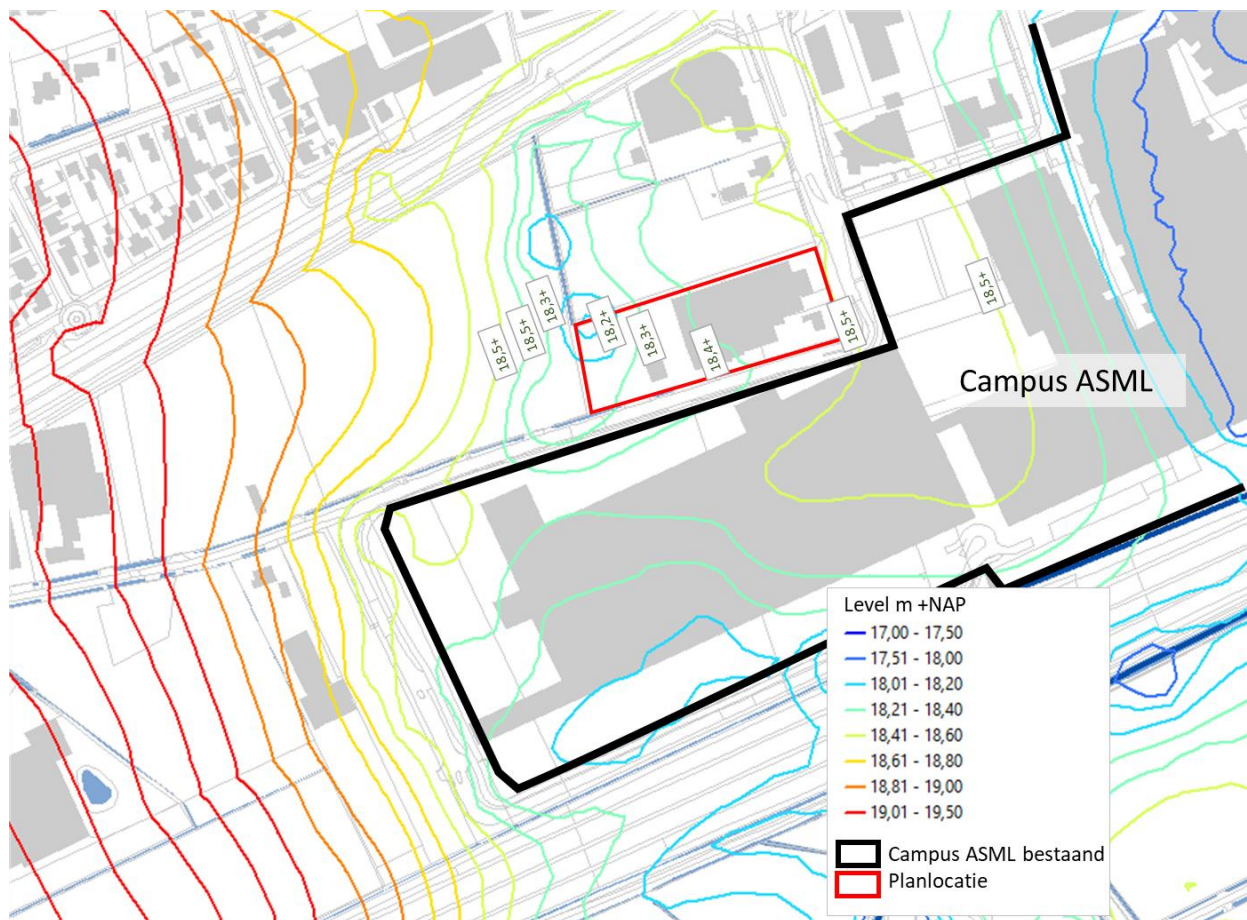 18,5+
18,5+
18,3+
18,2+
18,3+
18,4+
18,5+
18,5+
Campus ASML
Level m +NAP
17,00 - 17,50
17,51 - 18,00
18,01 - 18,20
18,21 - 18,40
18,41 - 18,60
18,61 - 18,80
18,81 - 19,00
19,01 - 19,50
Campus ASML bestaand
Planlocatie